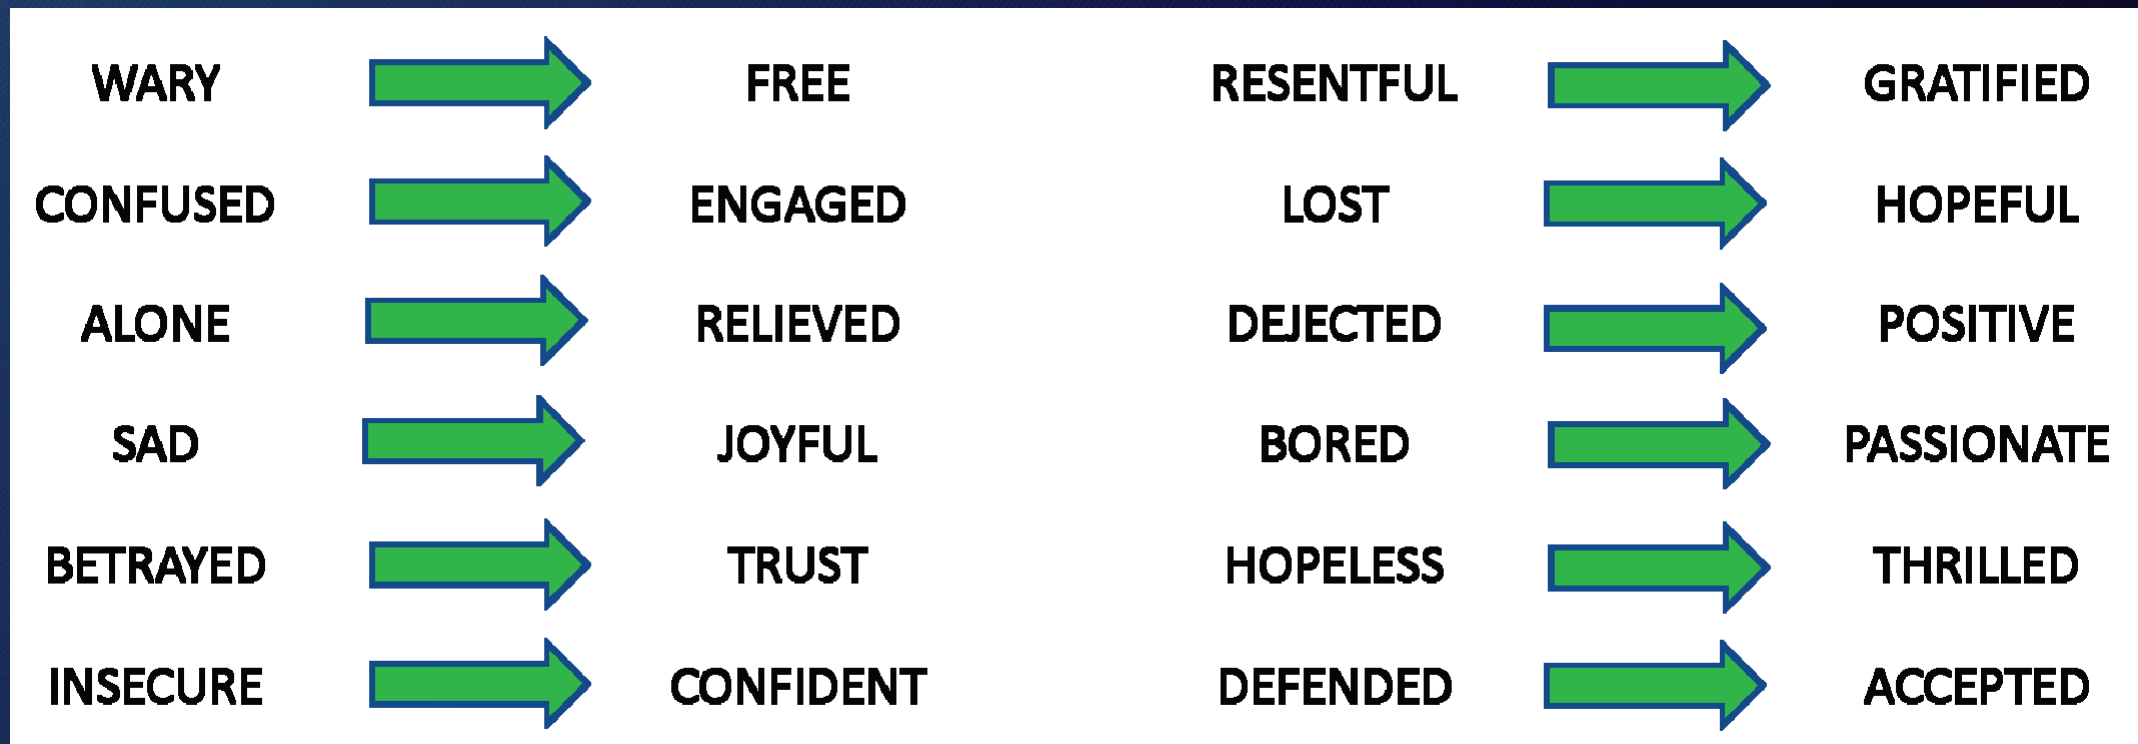 WARY FREE RESENTFUL GRATIFIED
CONFUSED ENGAGED LOST HOPEFUL
ALONE RELIEVED DEJECTED POSITIVE
SAD JOYFUL BORED PASSIONATE
BETRAYED TRUST HOPELESS THRILLED
INSECURE CONFIDENT DEFENDED ACCEPTED